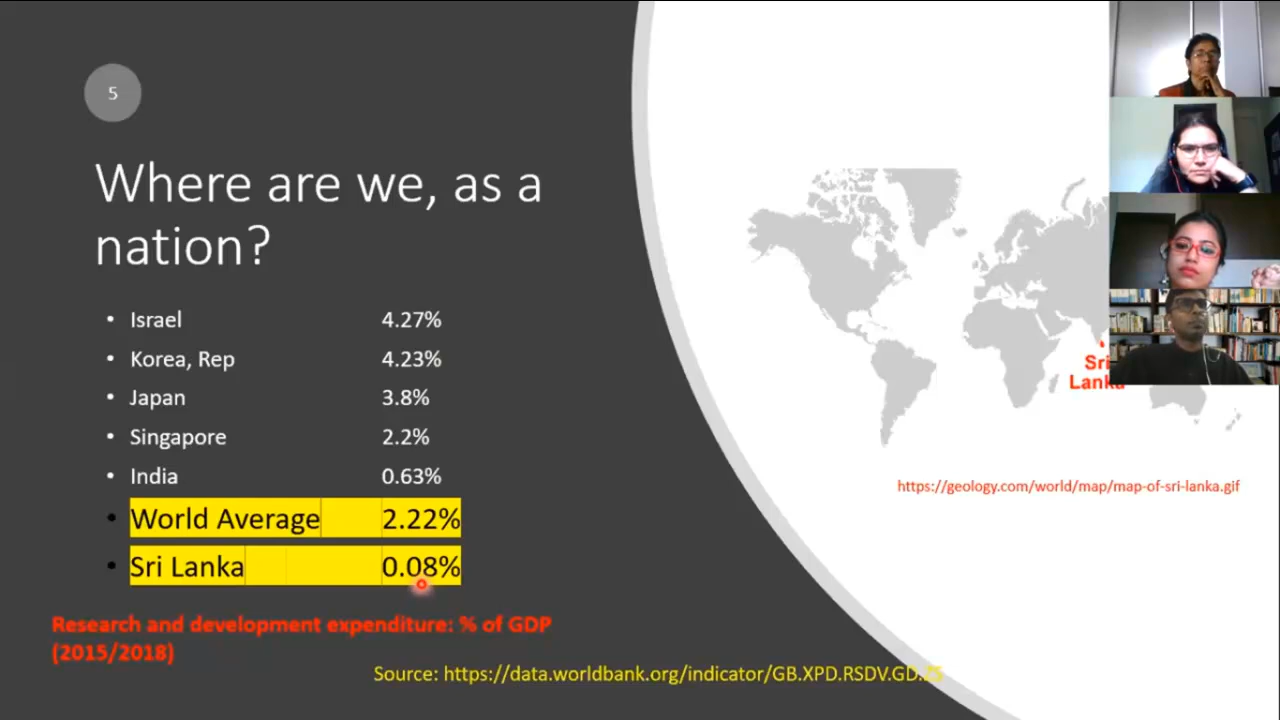 5
Where are we, as a
nation?
• Israel 4.27%
• Korea, Rep 4.23%
• Japan 3.8%
• Singapore 2.2%
• India 0.63%
• World Average 2.22%
• Sri Lanka 0.08%
Research and development expenditure: % of GDP
(2015/2018)
Source: https://data.worldbank.org/indicator/GB.XPD.RSDV.GD.ZS
Sri
Lanka
https://geology.com/world/map/map-of-sri-lanka.gif